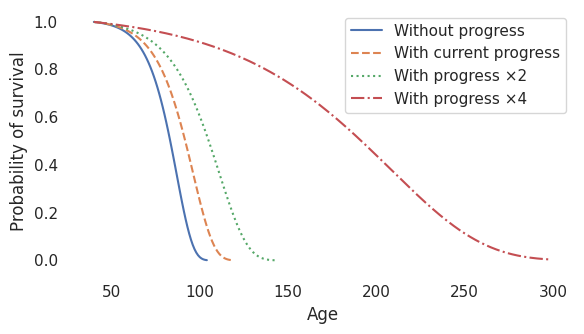 Without progress
With current progress
With progress ×2
With progress ×4
Probability of survival
1.0
0.8
0.6
0.4
0.2
0.0
50
100
150
200
250
300
Age